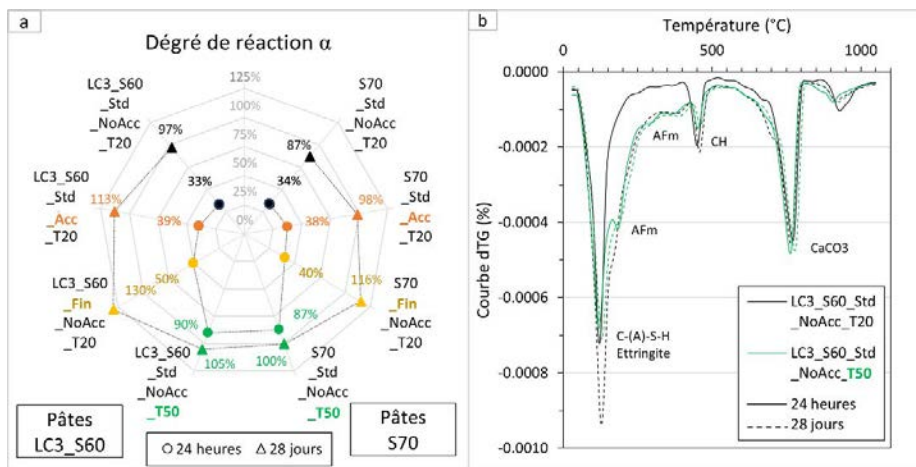 a
Dégré de réaction α
125%
100%
75%
50%
25%
0%
LC3_S60
_Std
_NoAcc
_T20
97%
33%
S70
_Std
_NoAcc
_T20
87%
34%
LC3_S60
_Std
_Acc
_T20
113%
39%
S70
_Std
_Acc
_T20
98%
38%
LC3_S60
_Fin
_NoAcc
_T20
130%
50%
S70
_Fin
_NoAcc
_T20
116%
40%
LC3_S60
_Std
_NoAcc
_T50
90%
105%
S70
_Std
_NoAcc
_T50
87%
100%
Pâtes
LC3_S60
24 heures
28 jours
Pâtes
S70
b
Température (°C)
0
500
1000
Courbe dTG (%)
0.0000
-0.0002
-0.0004
-0.0006
-0.0008
-0.0010
AFm
CH
AFm
CaCO3
C-(A)-S-H
Ettringite
LC3_S60_Std
_NoAcc_T20
LC3_S60_Std
_NoAcc_T50
24 heures
28 jours